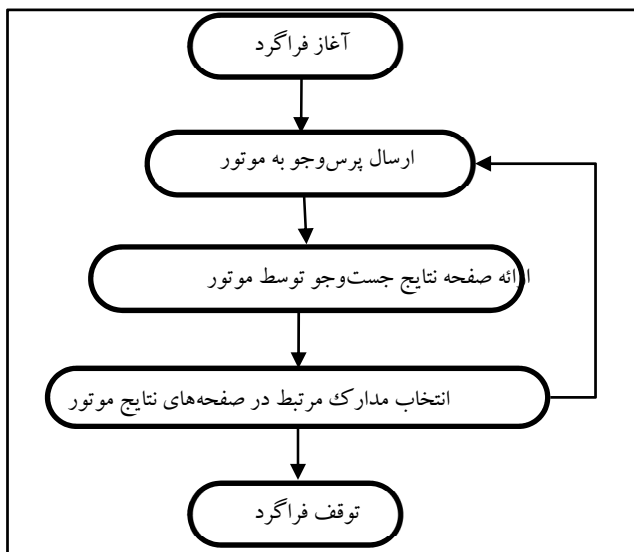 آغاز فراگرد
ارسال پرس‌وجو به موتور
ارائه صفحه نتایج جست‌وجو توسط موتور
انتخاب مدارك مرتبط در صفحه‌های نتایج موتور
توقف فراگرد